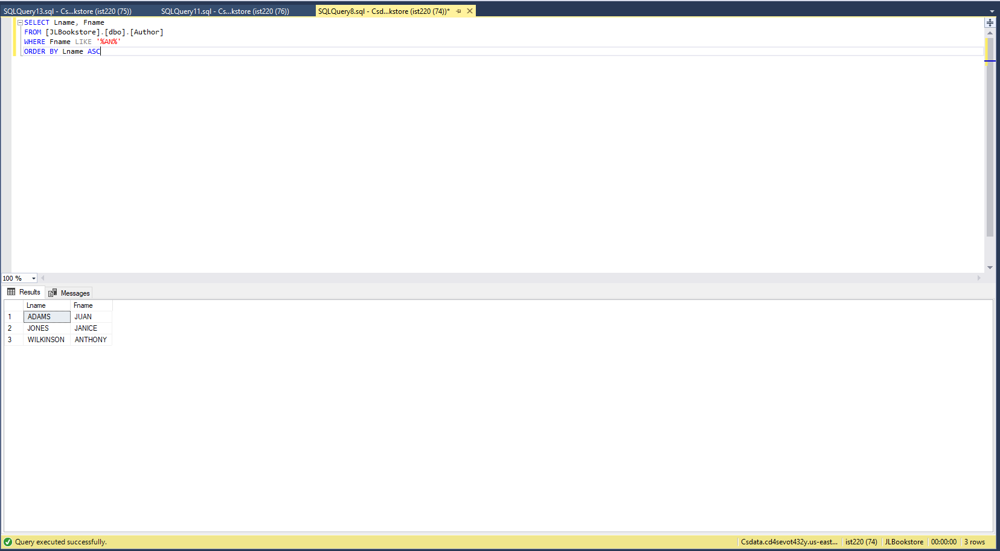 SQLQuery13.sql - Cs...kstore (ist220 (75)) SQLQuery11.sql - Cs...kstore (ist220 (76)) SQLQuery8.sql - Csd...kstore (ist220 (74))*
SELECT Lname, Fname
FROM [JLBookstore].[dbo].[Author]
WHERE Fname LIKE '%AN%'
ORDER BY Lname ASC
100 %
Results Messages
Lname Fname
1 ADAMS JUAN
2 JONES JANICE
3 WILKINSON ANTHONY
Query executed successfully. Csdata.cd4sevot432y.us-east... ist220 (74) JLBookstore 00:00:00 3 rows